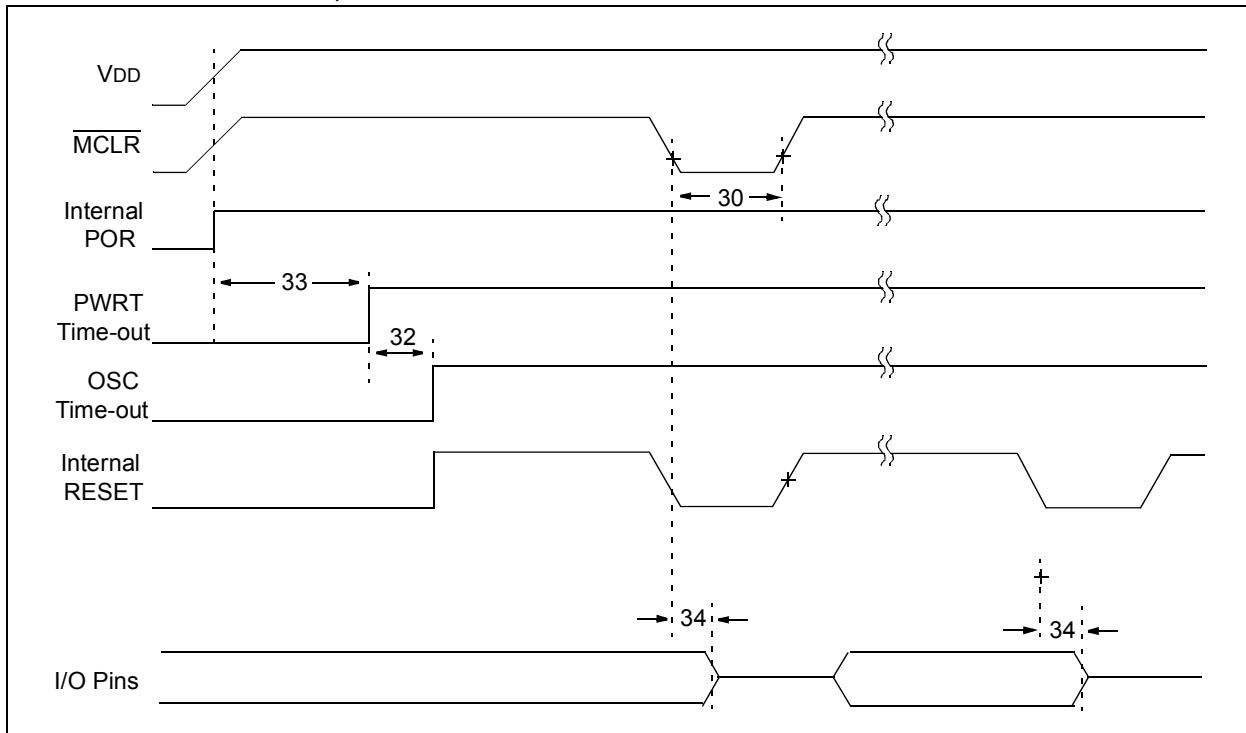 VDD
MCLR
30
Internal
POR
33
PWRT
Time-out
32
OSC
Time-out
Internal
RESET
34
34
I/O Pins